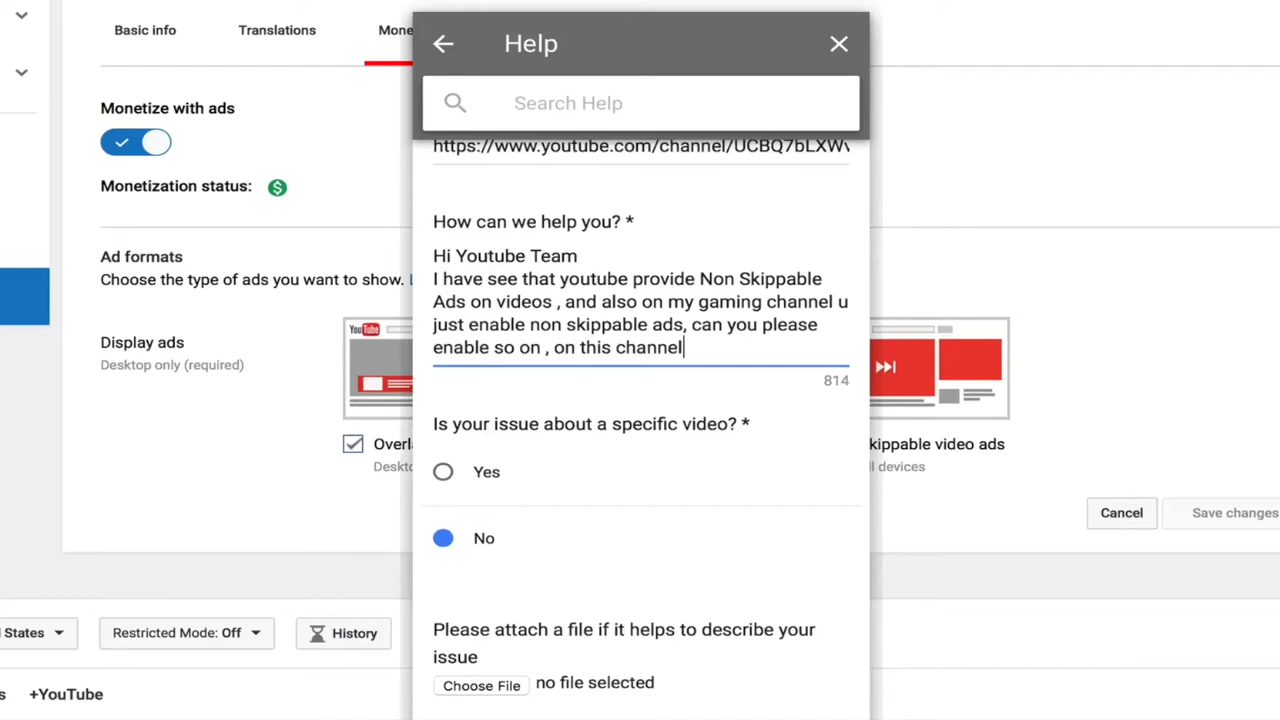 Basic info
Translations
Mone
Monetize with ads
Monetization status:
Ad formats
Choose the type of ads you want to show.
Display ads
Desktop only (required)
YouTube
Overl
Deskto
kippable video ads
ll devices
Cancel
Save changes
States
Restricted Mode: Off
History
s
+YouTube
Help
Search Help
https://www.youtube.com/channel/UCBQ7bLXW
How can we help you? *
Hi Youtube Team
I have see that youtube provide Non Skippable
Ads on videos , and also on my gaming channel u
just enable non skippable ads, can you please
enable so on , on this channel
814
Is your issue about a specific video? *
Yes
No
Please attach a file if it helps to describe your
issue
Choose File no file selected